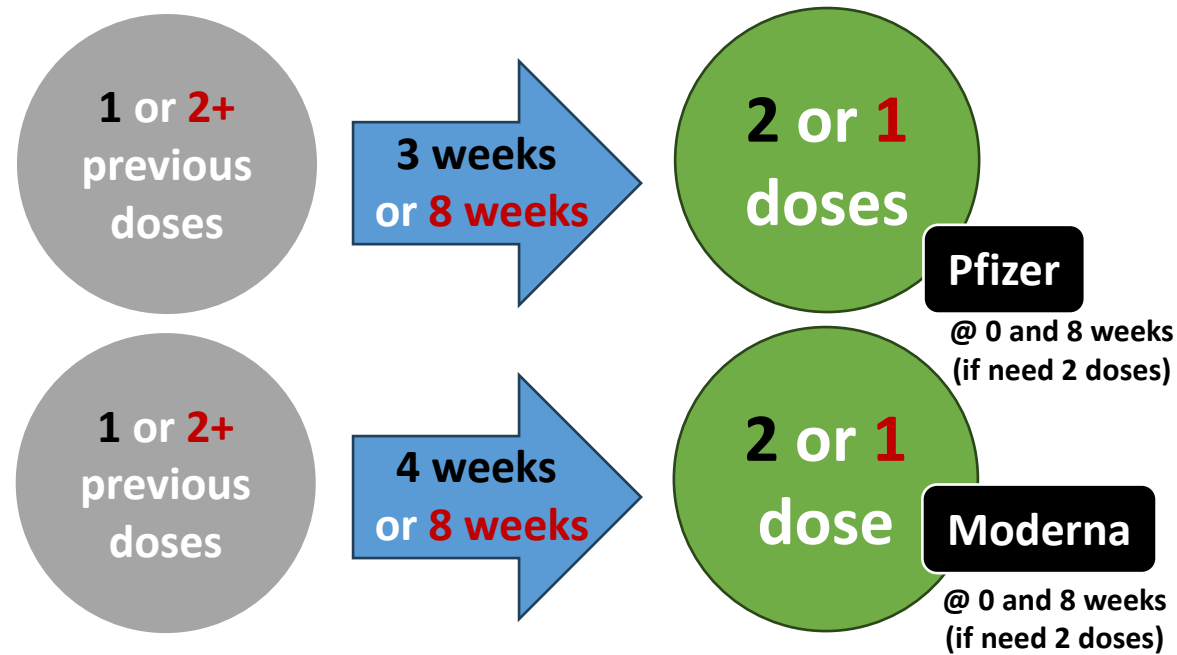 1 or 2+
previous
doses
3 weeks
or 8 weeks
2 or 1
doses
Pfizer
@ 0 and 8 weeks
(if need 2 doses)
1 or 2+
previous
doses
4 weeks
or 8 weeks
2 or 1
dose
Moderna
@ 0 and 8 weeks
(if need 2 doses)